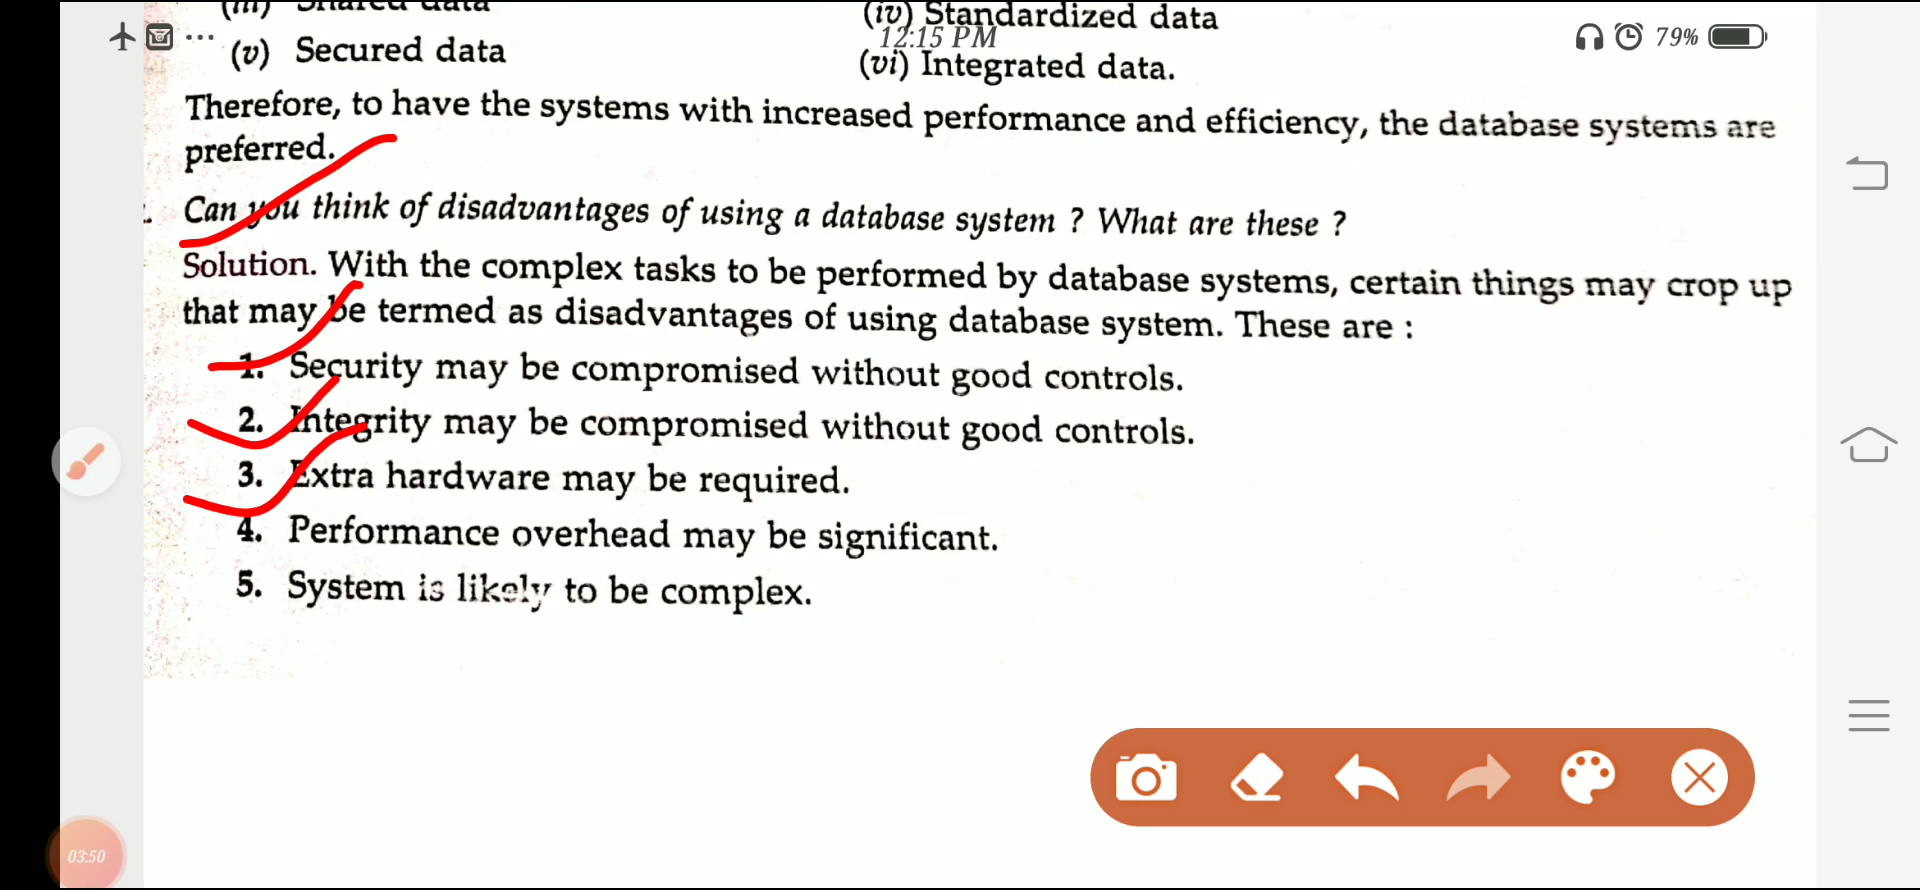 (iii) Shared data
(iv) Standardized data
12:15 PM
79%
(v) Secured data
(vi) Integrated data.
Therefore, to have the systems with increased performance and efficiency, the database systems are
preferred.
Can you think of disadvantages of using a database system ? What are these ?
Solution. With the complex tasks to be performed by database systems, certain things may crop up
that may be termed as disadvantages of using database system. These are :
1. Security may be compromised without good controls.
2. Integrity may be compromised without good controls.
3. Extra hardware may be required.
4. Performance overhead may be significant.
5. System is likely to be complex.
03:50